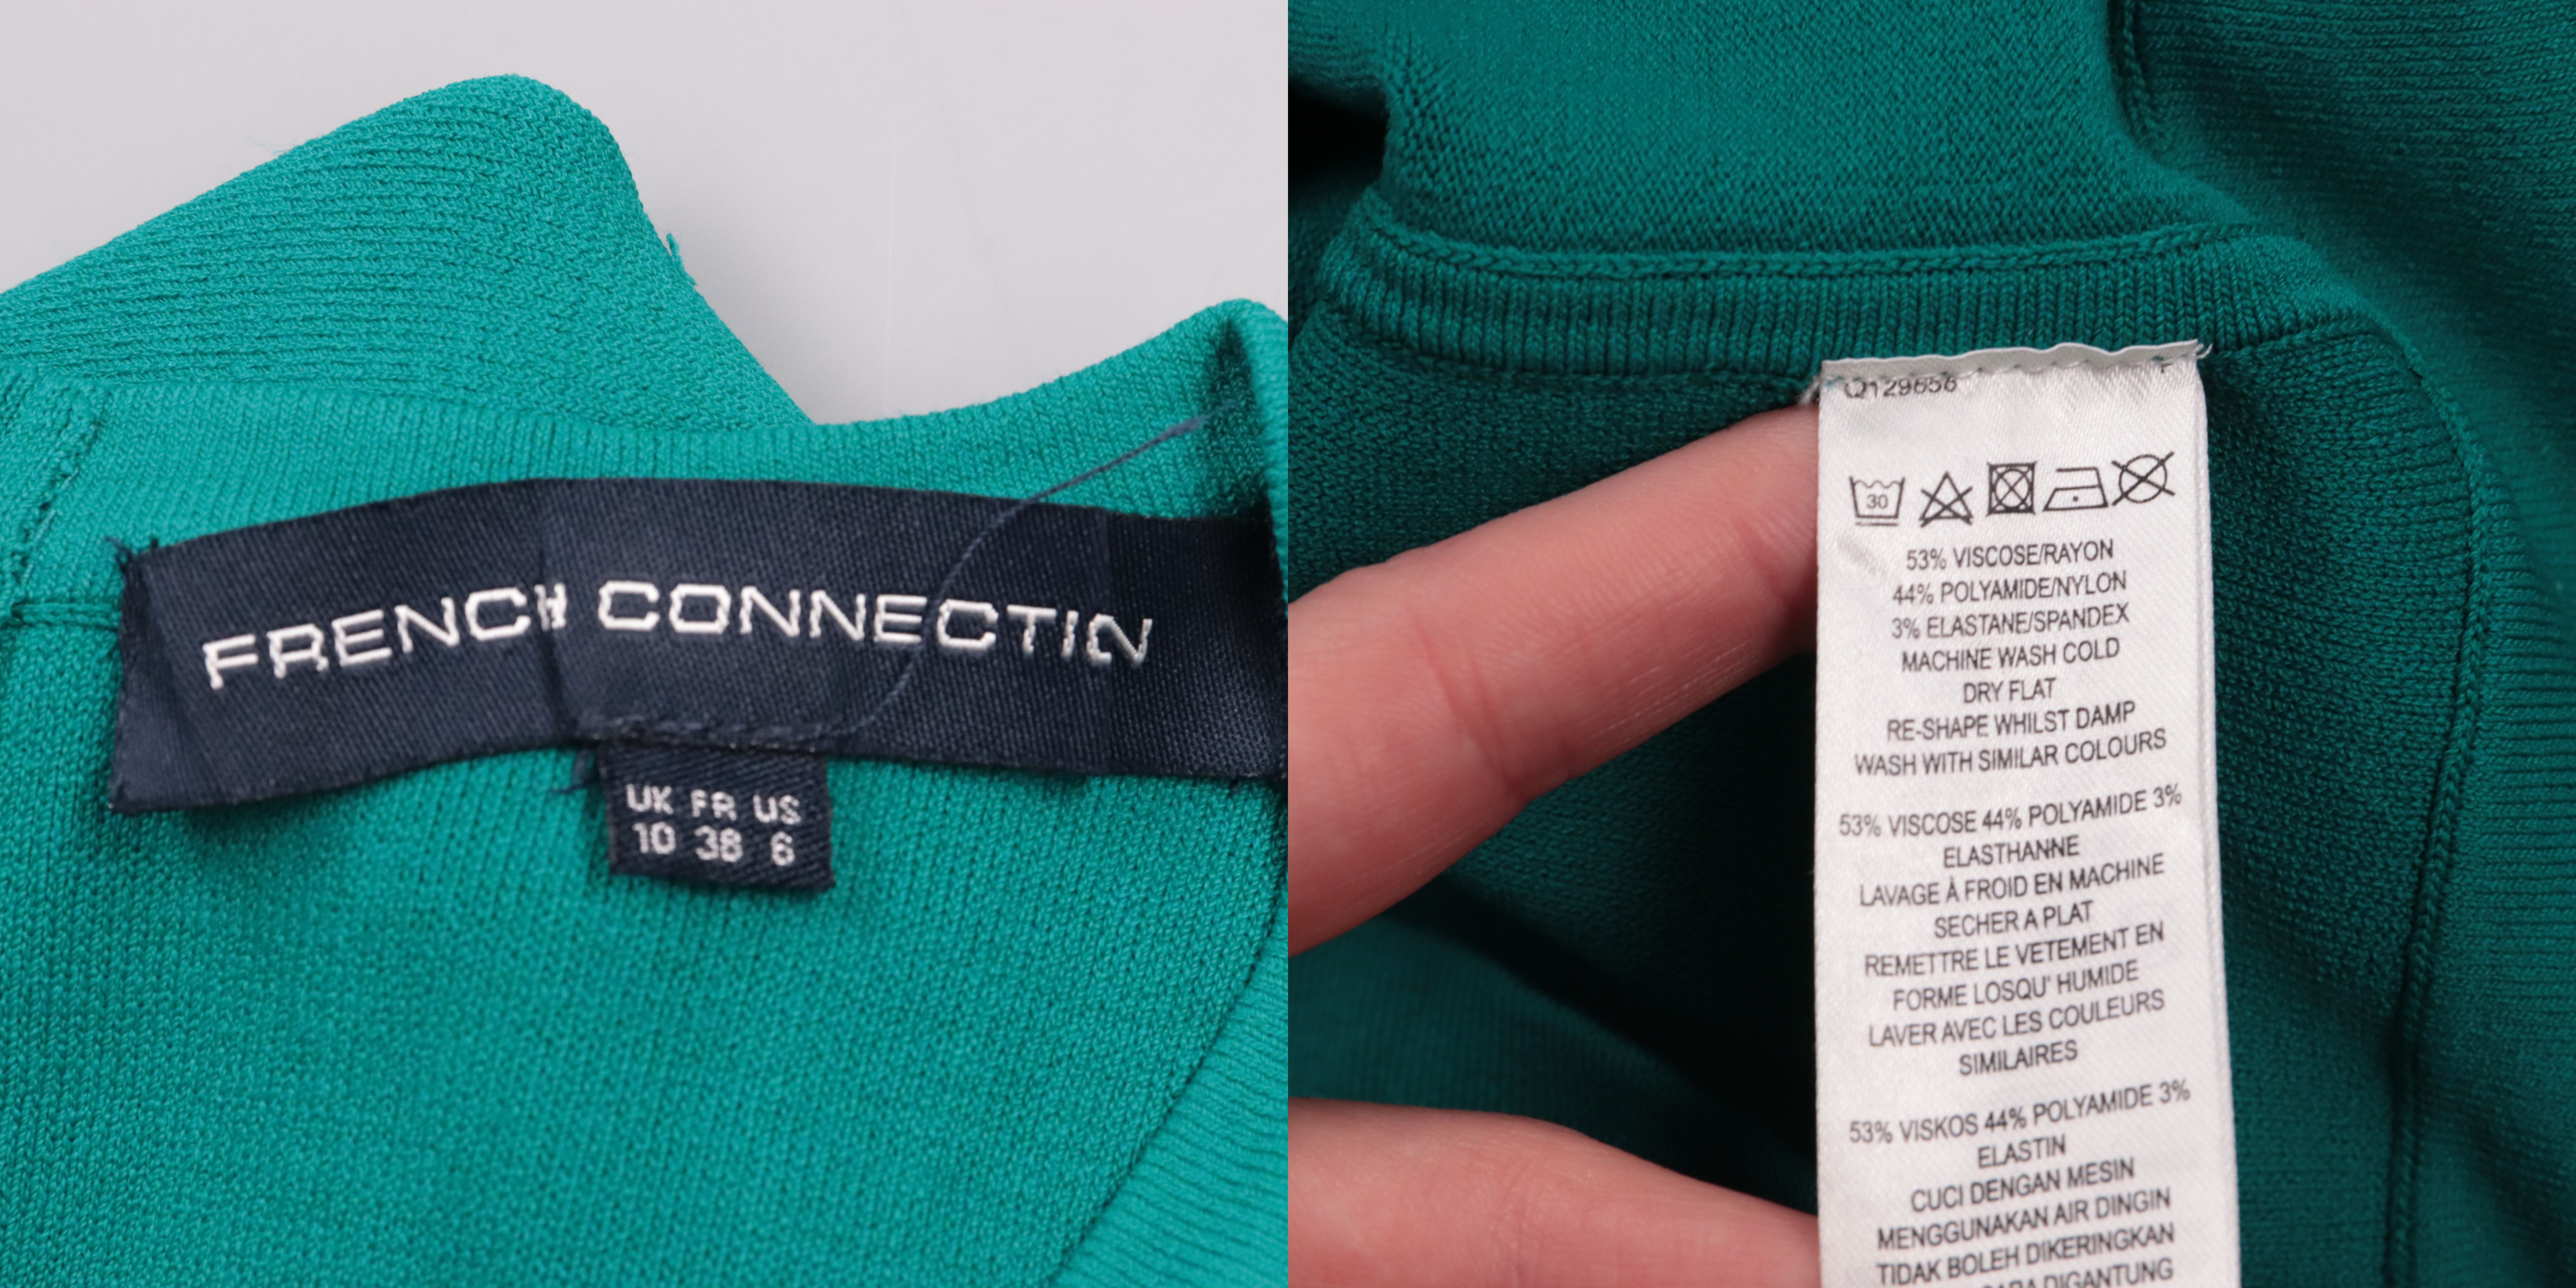 FRENCH CONNECTIN
UK FR US
10 38 6
Q129656
30
53% VISCOSE/RAYON
44% POLYAMIDE/NYLON
3% ELASTANE/SPANDEX
MACHINE WASH COLD
DRY FLAT
RE-SHAPE WHILST DAMP
WASH WITH SIMILAR COLOURS
53% VISCOSE 44% POLYAMIDE 3%
ELASTHANNE
LAVAGE À FROID EN MACHINE
SECHER A PLAT
REMETTRE LE VETEMENT EN
FORME LOSQU' HUMIDE
LAVER AVEC LES COULEURS
SIMILAIRES
53% VISKOS 44% POLYAMIDE 3%
ELASTIN
CUCI DENGAN MESIN
MENGGUNAKAN AIR DINGIN
TIDAK BOLEH DIKERINGKAN
DIGANTUNG